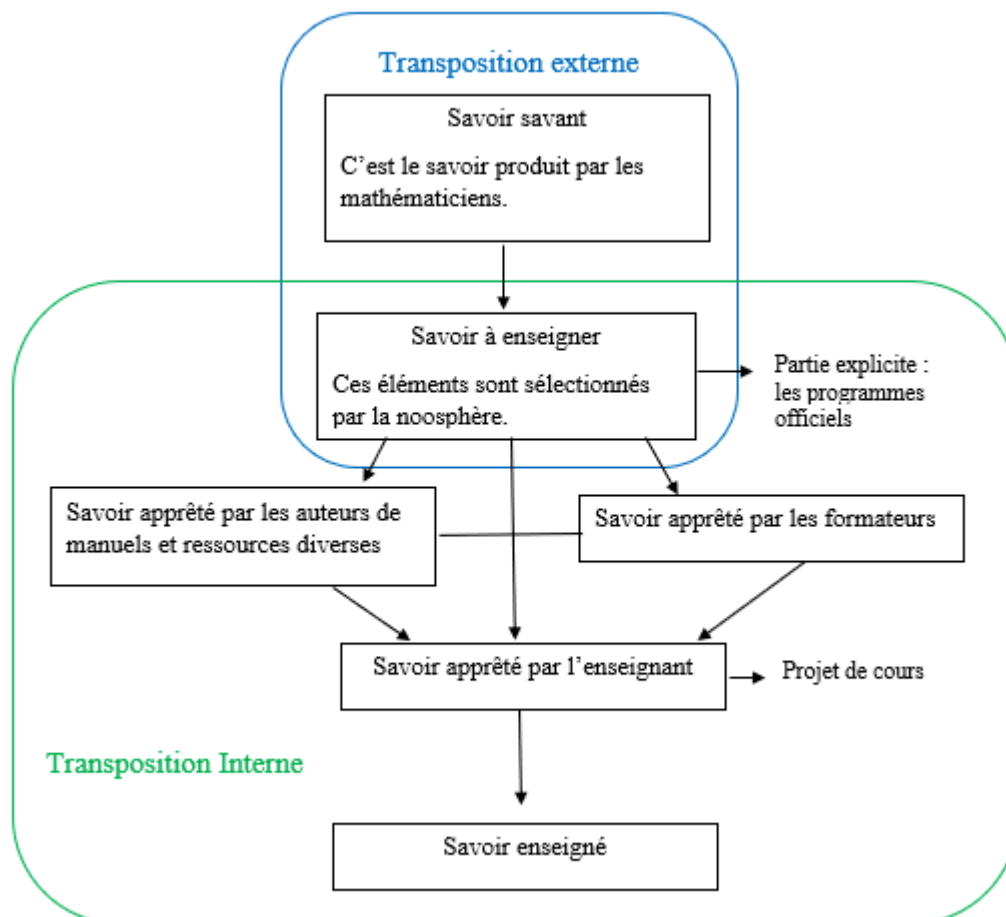 Transposition externe
Savoir savant
C’est le savoir produit par les
mathématiciens.
Savoir à enseigner
Ces éléments sont sélectionnés
par la noosphère.
Partie explicite :
les programmes
officiels
Savoir apprêté par les auteurs de
manuels et ressources diverses
Savoir apprêté par les formateurs
Savoir apprêté par l’enseignant
Projet de cours
Transposition Interne
Savoir enseigné